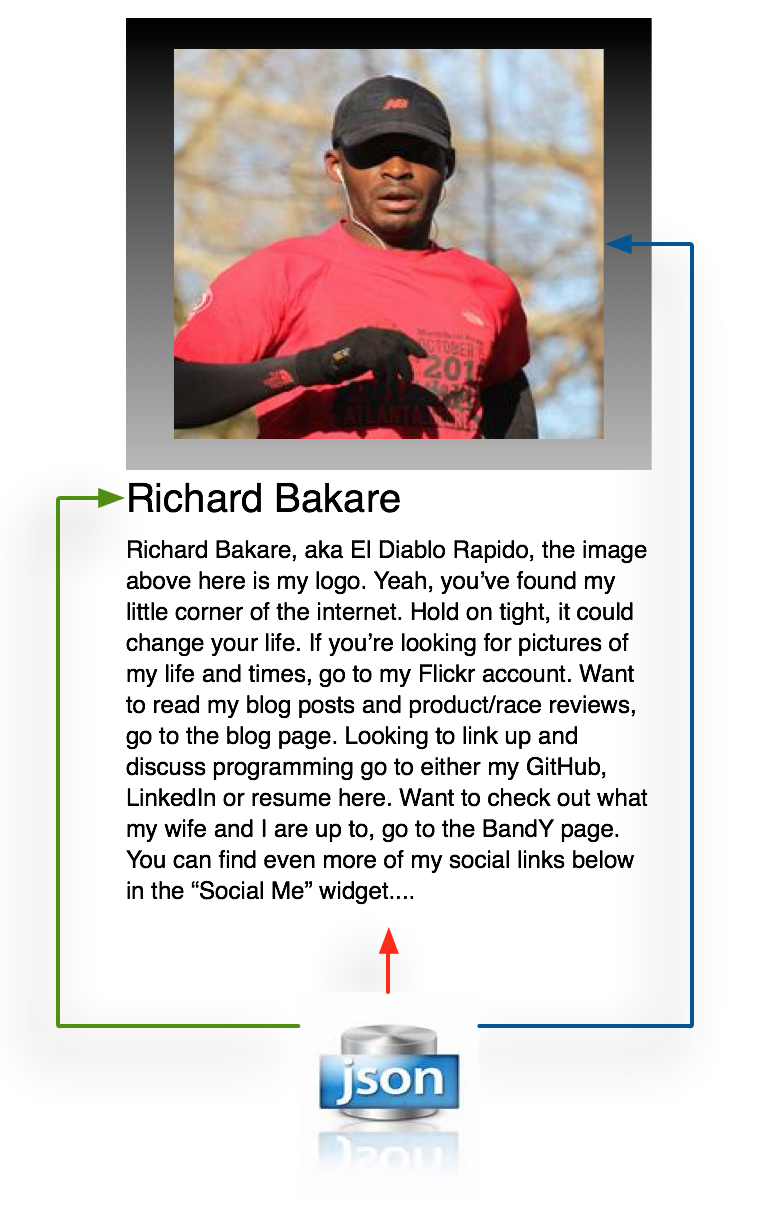 NB
OCTOBER
201
ATLANTA
Richard Bakare
Richard Bakare, aka El Diablo Rapido, the image
above here is my logo. Yeah, you’ve found my
little corner of the internet. Hold on tight, it could
change your life. If you’re looking for pictures of
my life and times, go to my Flickr account. Want
to read my blog posts and product/race reviews,
go to the blog page. Looking to link up and
discuss programming go to either my GitHub,
LinkedIn or resume here. Want to check out what
my wife and I are up to, go to the BandY page.
You can find even more of my social links below
in the “Social Me” widget....
json